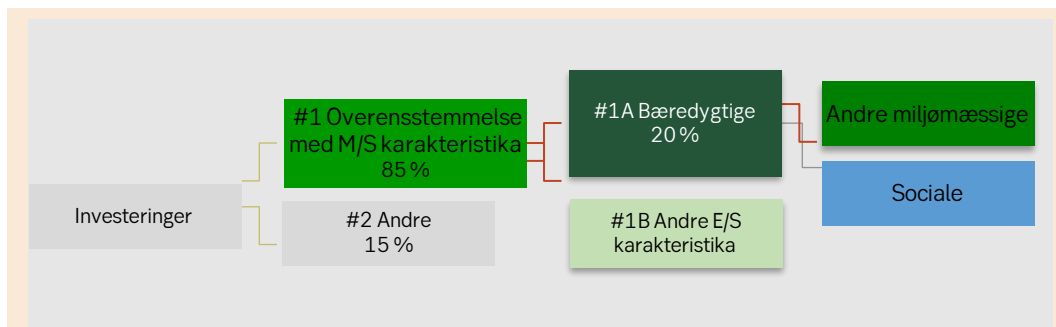 Investeringer
#1 Overensstemmelse
med M/S karakteristika
85 %
#2 Andre
15 %
#1A Bæredygtige
20 %
#1B Andre E/S
karakteristika
Andre miljømæssige
Sociale